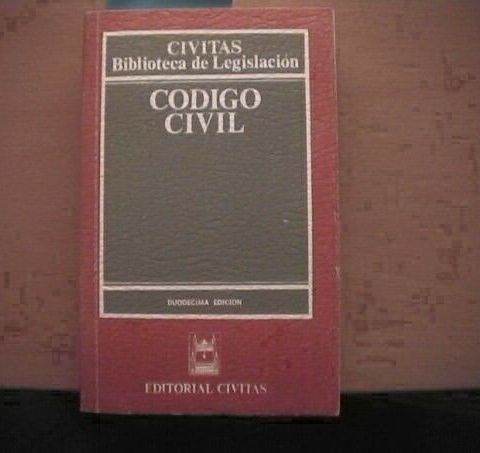 CIVITAS
Biblioteca de Legislación
CODIGO
CIVIL
DUODECIMA EDICION
EDITORIAL CIVITAS